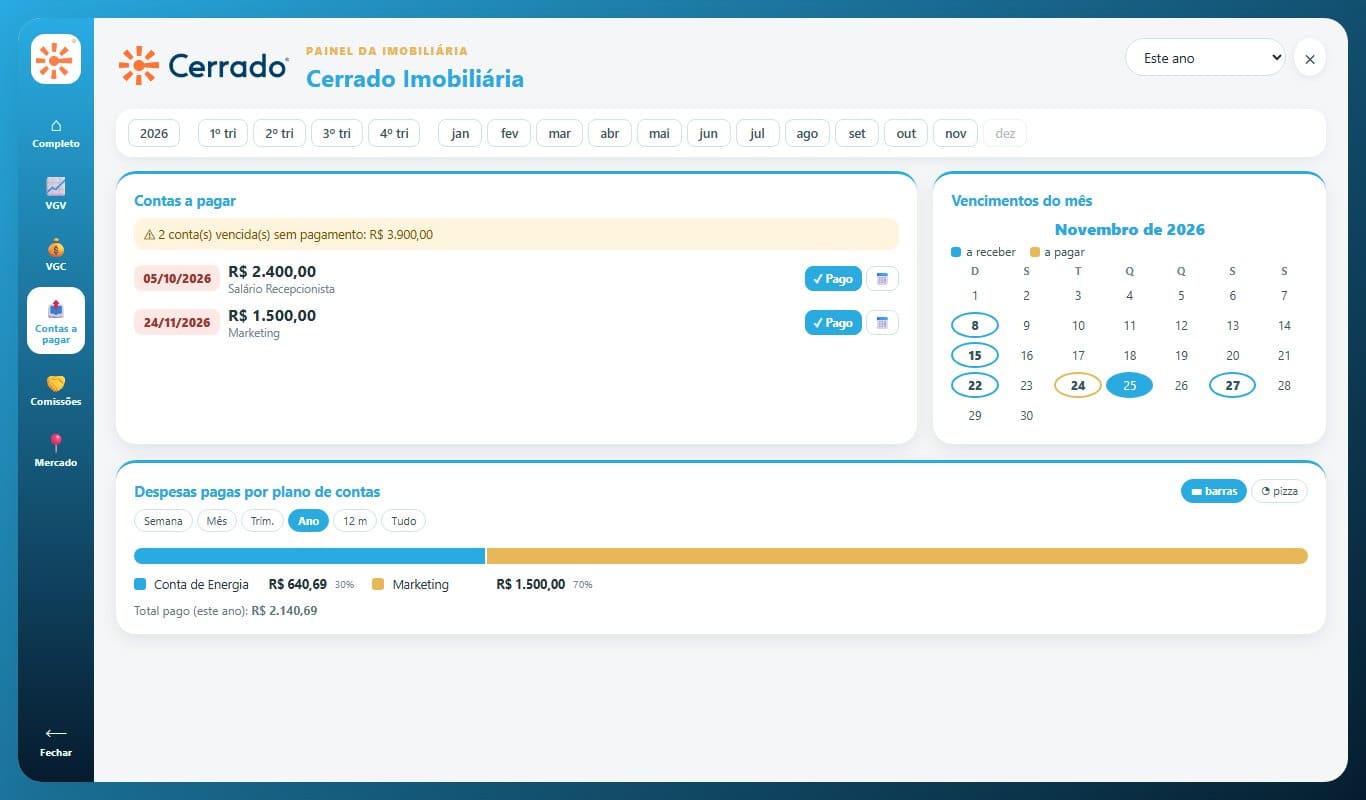 Cerrado
PAINEL DA IMOBILIÁRIA
Cerrado Imobiliária
Este ano
×
Completo
VGV
VGC
Contas a
pagar
Comissões
Mercado
Fechar
2026 1º tri 2º tri 3º tri 4º tri jan fev mar abr mai jun jul ago set out nov dez
Contas a pagar
⚠ 2 conta(s) vencida(s) sem pagamento: R$ 3.900,00
05/10/2026 R$ 2.400,00 ✓ Pago
Salário Recepcionista
24/11/2026 R$ 1.500,00 ✓ Pago
Marketing
Vencimentos do mês
Novembro de 2026
a receber a pagar
D S T Q Q S S
1 2 3 4 5 6 7
8 9 10 11 12 13 14
15 16 17 18 19 20 21
22 23 24 25 26 27 28
29 30
Despesas pagas por plano de contas
barras pizza
Semana Mês Trim. Ano 12 m Tudo
Conta de Energia R$ 640,69 30% Marketing R$ 1.500,00 70%
Total pago (este ano): R$ 2.140,69